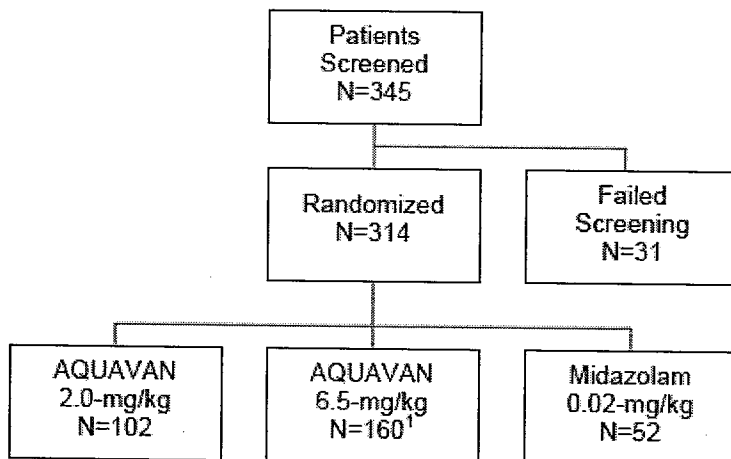 Patients
Screened
N=345
Randomized
N=314
Failed
Screening
N=31
AQUAVAN
2.0-mg/kg
N=102
AQUAVAN
6.5-mg/kg
N=160¹
Midazolam
0.02-mg/kg
N=52